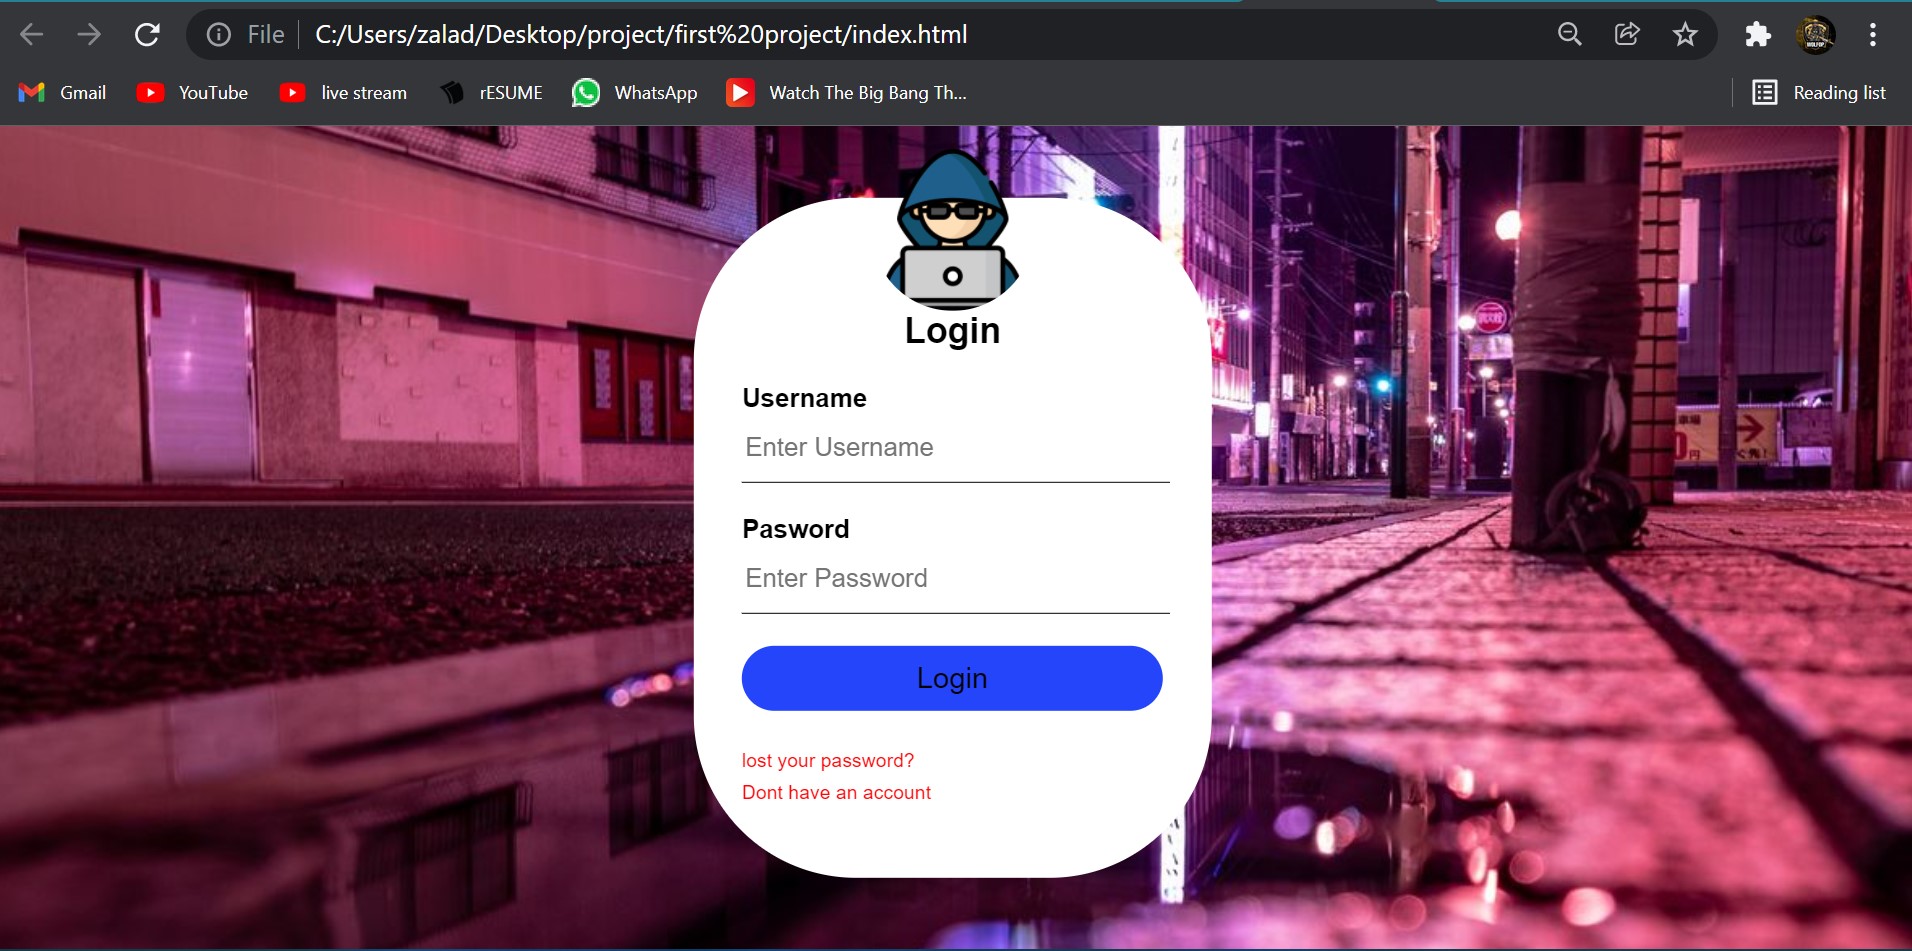 File C:/Users/zalad/Desktop/project/first%20project/index.html
Gmail YouTube live stream rESUME WhatsApp Watch The Big Bang Th... Reading list
Login
Username
Enter Username
Pasword
Enter Password
Login
lost your password?
Dont have an account